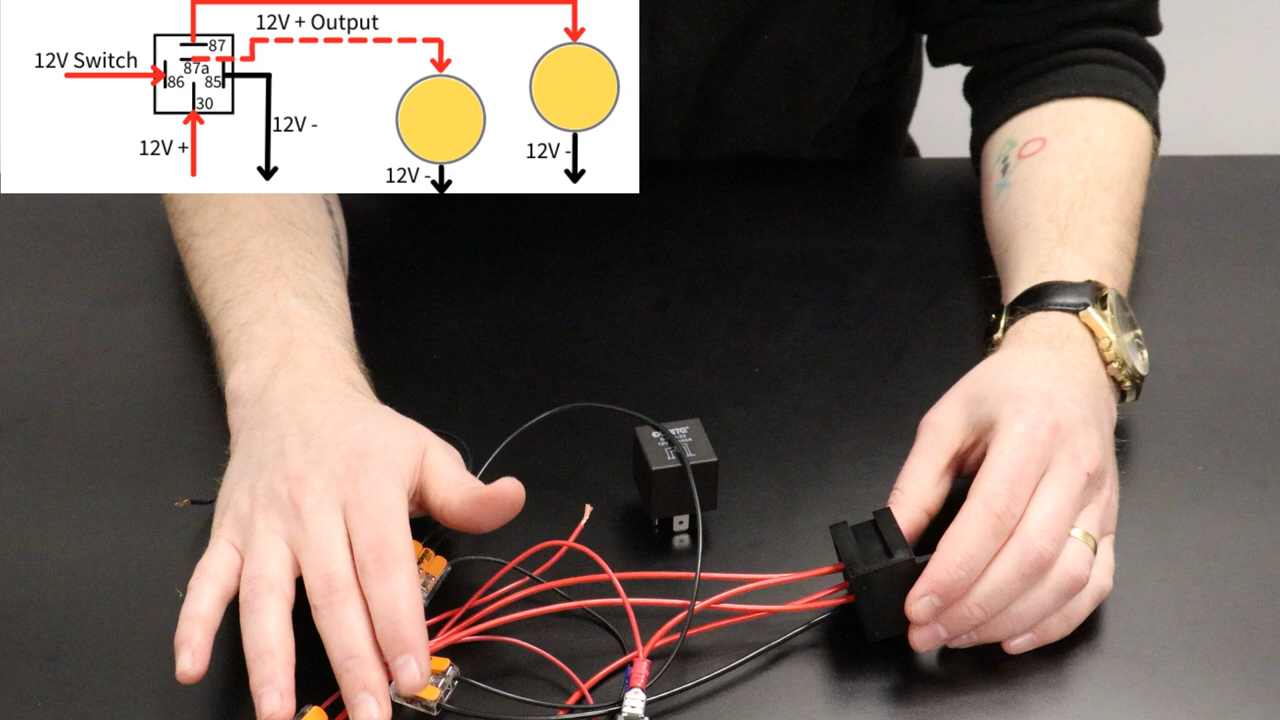 12V + Output
87
12V Switch
87a
86
85
30
12V -
12V +
12V -
12V -